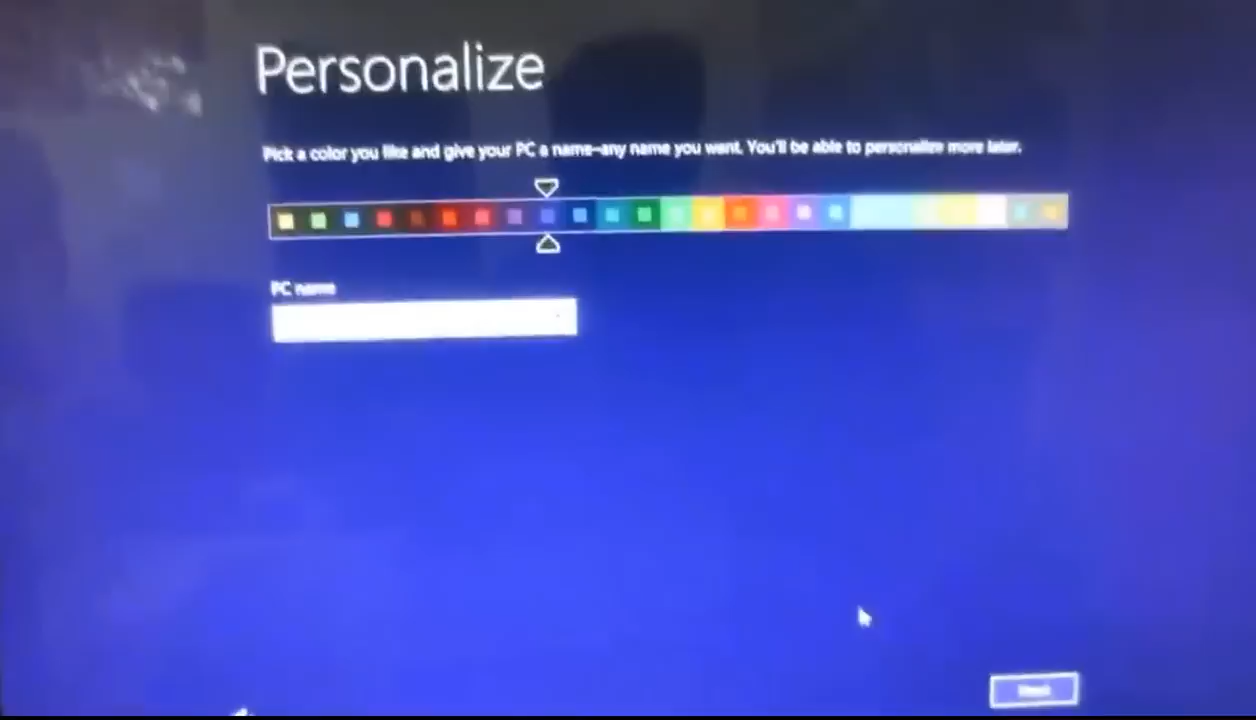 Personalize
Pick a color you like and give your PC a name–any name you want. You'll be able to personalize more later.
PC name
Next